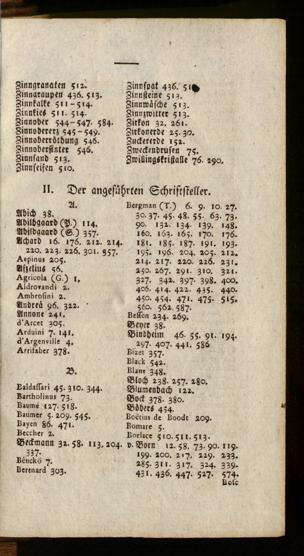 Zinngranaten 512.
Zinngraupen 436. 513.
Zinnkalke 511-514.
Zinnkies 511. 514.
Zinnober 544-547. 584.
Zinnobererz 545-549.
Zinnoberröthung 546.
Zinnobersinter 546.
Zinnsand 513.
Zinnseifen 510.
Zinnspat 436.
Zinnsteine 513.
Zinnwäsche 513.
Zinnzwitter 513.
Zirkon 32. 261.
Zirkonerde 25. 30.
Zuckererde 152.
Zweckendrusen 75.
Zwillingskristalle 76. 290.
II. Der angeführten Schriftsteller.
A.
Abich 38.
Abildgaard (P.) 114.
Abildgaard (S.) 357.
Achard 16. 176. 212. 214.
220. 223. 226. 301. 557.
Aepinus 205.
Afzelius 56.
Agricola (G.) 1,
Aldrovandi 2.
Ambrosini 2.
Andreä 96. 322.
Annone 241.
d'Arcet 305.
Arduini 7. 141.
d'Argenville 4.
Arntaber 378.
B.
Baldassari 45. 310. 344.
Bartholinus 73.
Baumé 127. 518.
Baumer 5. 209. 545.
Bayen 86. 471.
Beccher 2.
Beckmann 32. 58. 113, 204.
337.
Bencko 7.
Berenard 303.
Bergman (T.) 6. 9. 10. 27.
30. 37. 45. 48. 55. 63. 73.
90. 132. 134. 139. 148.
160. 163. 165. 170. 176.
181. 185. 187. 191. 193.
195. 196. 204. 205. 212.
214. 217. 220. 226. 231.
250. 267. 291. 310. 321.
327. 342. 397. 398. 400.
406. 414. 422. 435. 440.
450. 454. 471. 475. 515.
560. 562. 587.
Besson 234. 269.
Beyer 38.
Bindheim 46. 55. 91. 194.
297. 407. 441. 586
Bizet 357.
Black 542.
Blane 348.
Bloch 238. 257. 280.
Blumenbach 122.
Bock 378. 380.
Böbers 454.
Boëtius de Boodt 209.
Bomare 5.
Borlace 510. 511. 513.
v. Born 12. 58. 73. 90. 119.
199. 200. 217. 229. 233.
285. 311. 317. 324. 339.
431. 436. 447. 527. 574.
Bosc